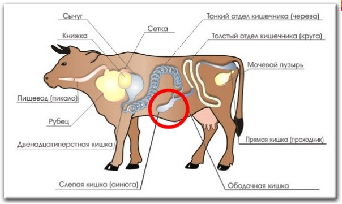 Сычуг
Тонкий отдел кишечника (черева)
Сетка
Книжка
Толстый отдел кишечника (круга)
Мочевой пузырь
Пищевод (пикало)
Рубец
Двенадцатиперстная кишка
Прямая кишка (проходник)
Слепая кишка (синюга)
Ободочная кишка